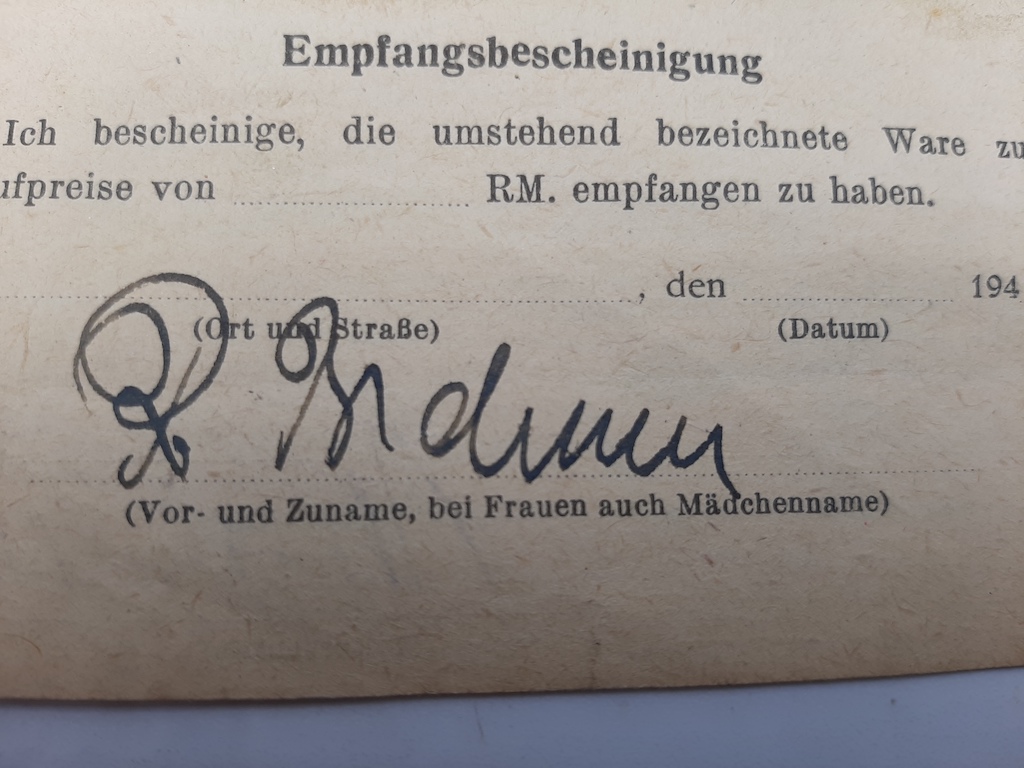 Empfangsbescheinigung
Ich bescheinige, die umstehend bezeichnete Ware zu
ufpreise von RM. empfangen zu haben.
, den 194
(Ort und Straße) (Datum)
(Vor- und Zuname, bei Frauen auch Mädchenname)